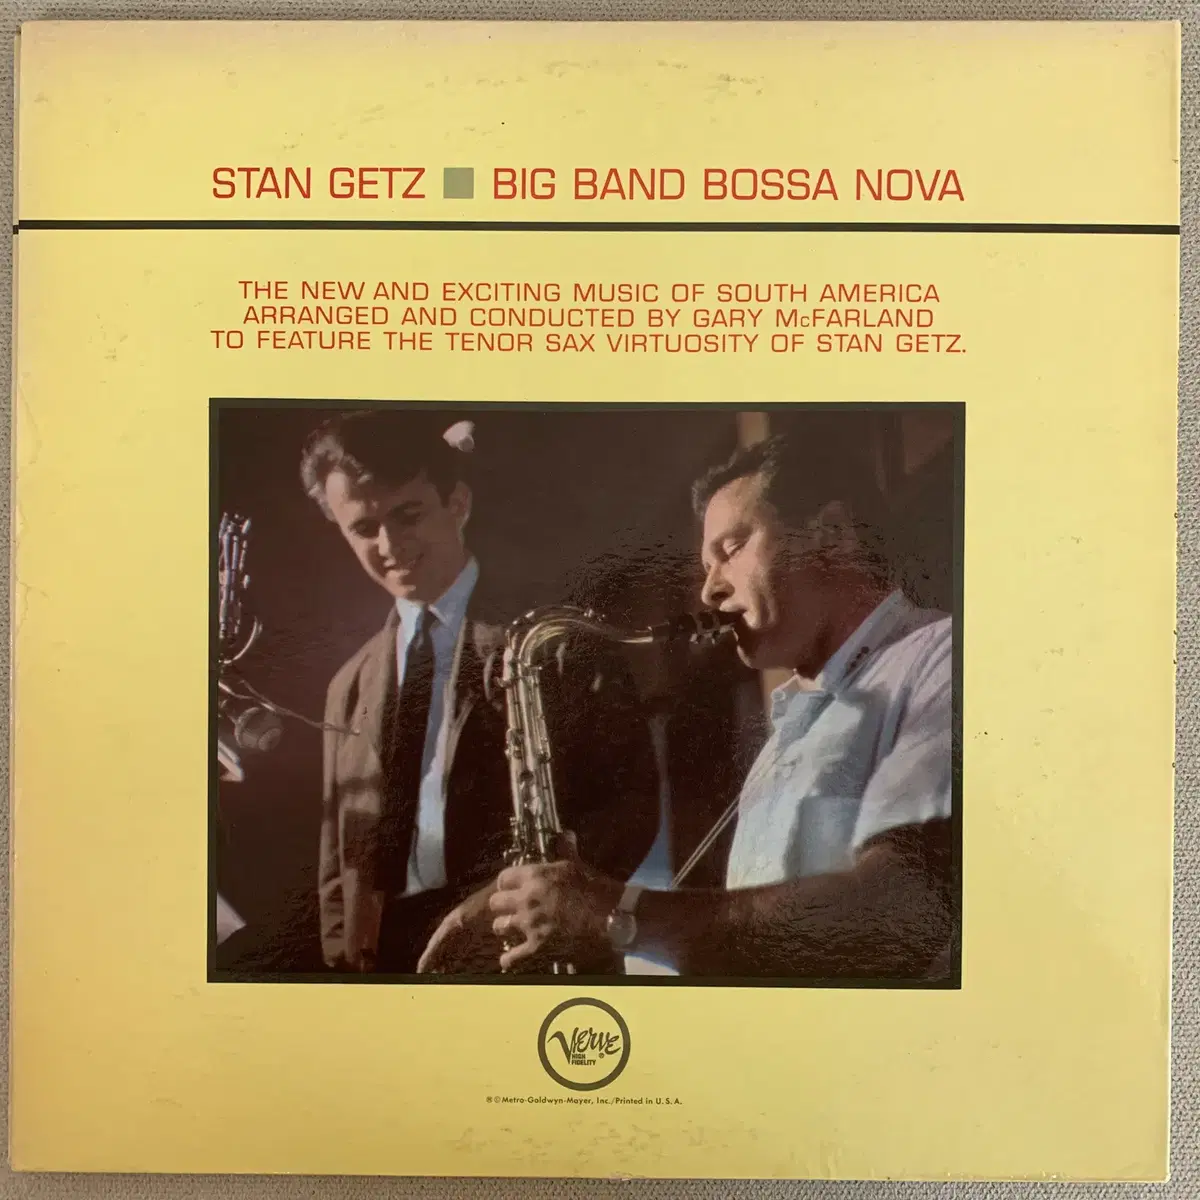 STAN GETZ ■ BIG BAND BOSSA NOVA
THE NEW AND EXCITING MUSIC OF SOUTH AMERICA
ARRANGED AND CONDUCTED BY GARY McFARLAND
TO FEATURE THE TENOR SAX VIRTUOSITY OF STAN GETZ.
Verve
HIGH
FIDELITY ®
℗ © Metro-Goldwyn-Mayer, Inc./Printed in U. S. A.